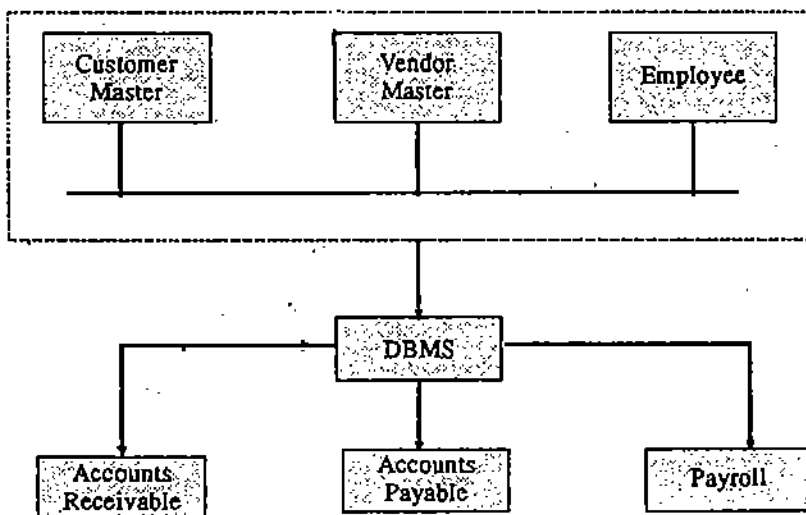 Customer
Master
Vendor
Master
Employee
DBMS
Accounts
Receivable
Accounts
Payable
Payroll